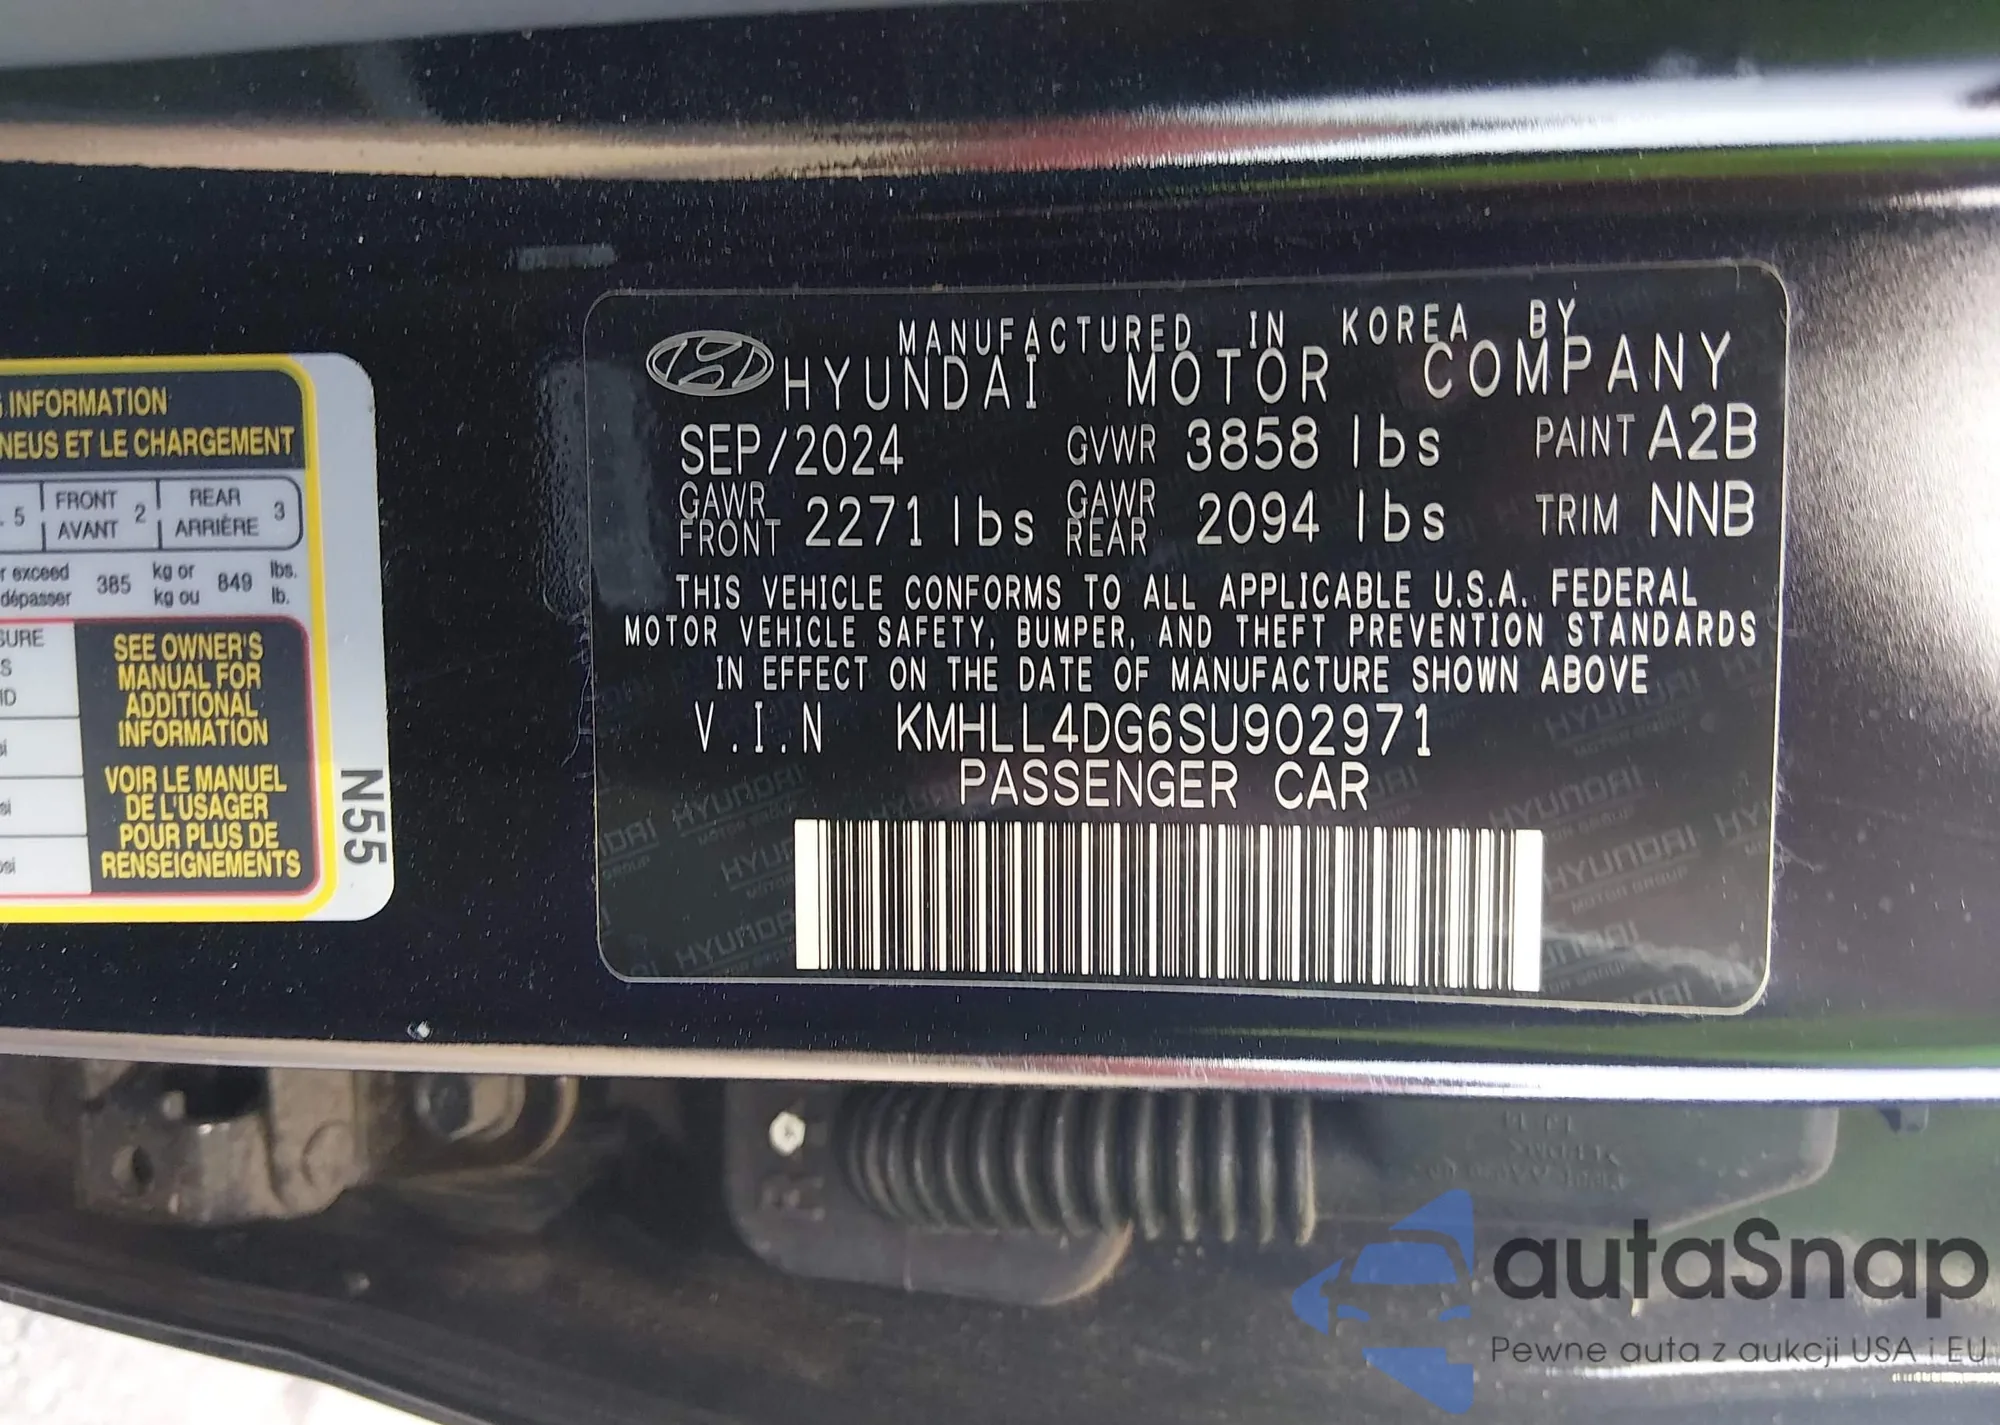 G INFORMATION
NEUS ET LE CHARGEMENT
5 FRONT AVANT 2 REAR ARRIÈRE 3
r exceed
dépasser 385 kg or kg ou 849 lbs. lb.
SURE
SEE OWNER'S
MANUAL FOR
ADDITIONAL
INFORMATION
VOIR LE MANUEL
DE L'USAGER
POUR PLUS DE
RENSEIGNEMENTS
N55
MANUFACTURED IN KOREA BY
HYUNDAI MOTOR COMPANY
SEP/2024 GVWR 3858 lbs PAINT A2B
GAWR FRONT 2271 lbs GAWR REAR 2094 lbs TRIM NNB
THIS VEHICLE CONFORMS TO ALL APPLICABLE U.S.A. FEDERAL
MOTOR VEHICLE SAFETY, BUMPER, AND THEFT PREVENTION STANDARDS
IN EFFECT ON THE DATE OF MANUFACTURE SHOWN ABOVE
V.I.N KMHLL4DG6SU902971
PASSENGER CAR
autaSnap
Pewne auta z aukcji USA i EU